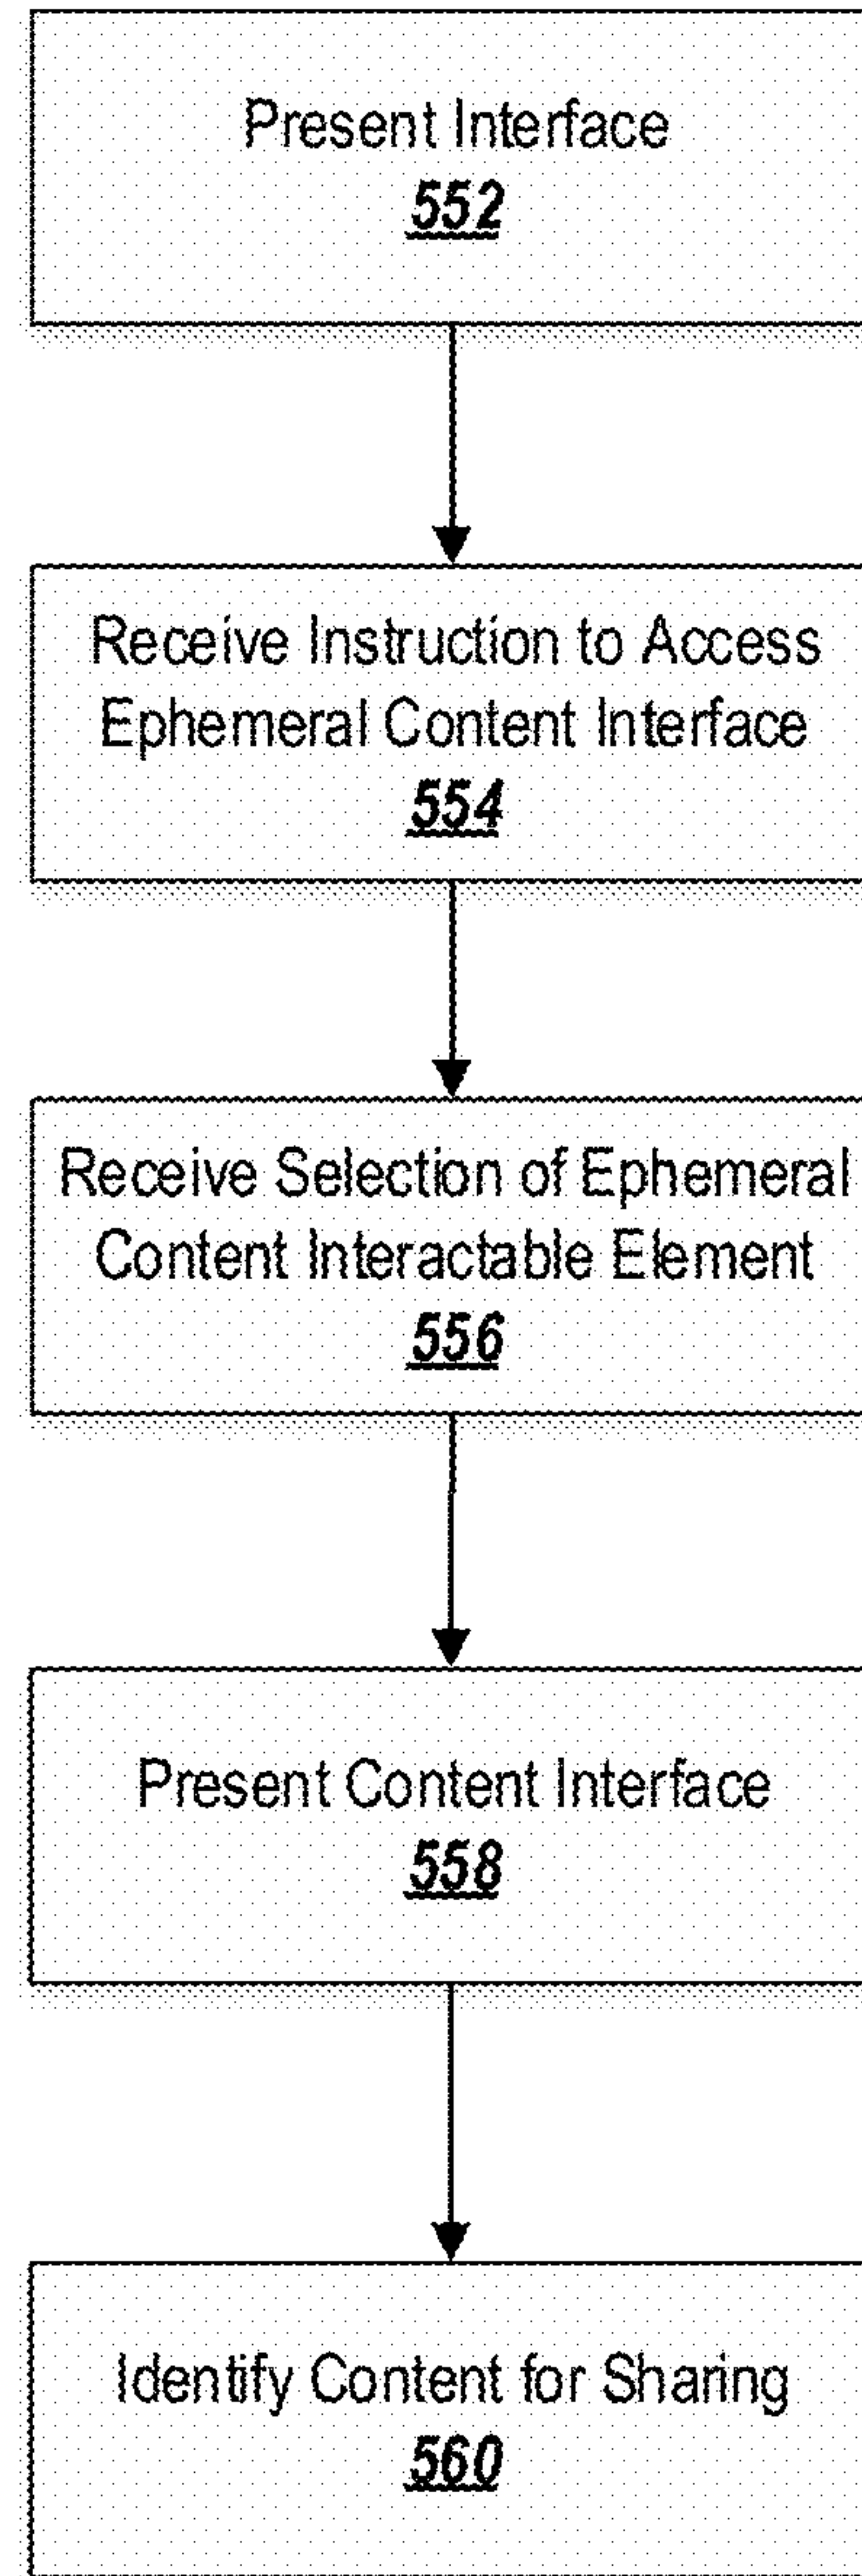 Present Interface
552
Receive Instruction to Access
Ephemeral Content Interface
554
Receive Selection of Ephemeral
Content Interactable Element
556
Present Content Interface
558
Identify Content for Sharing
560